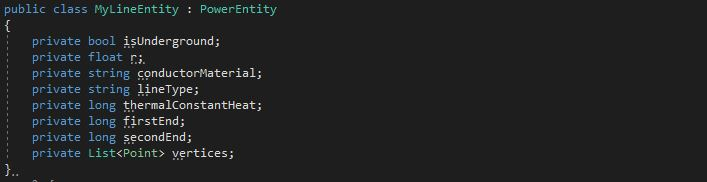 public class MyLineEntity : PowerEntity
{
private bool isUnderground;
private float r;
private string conductorMaterial;
private string lineType;
private long thermalConstantHeat;
private long firstEnd;
private long secondEnd;
private List<Point> vertices;
}